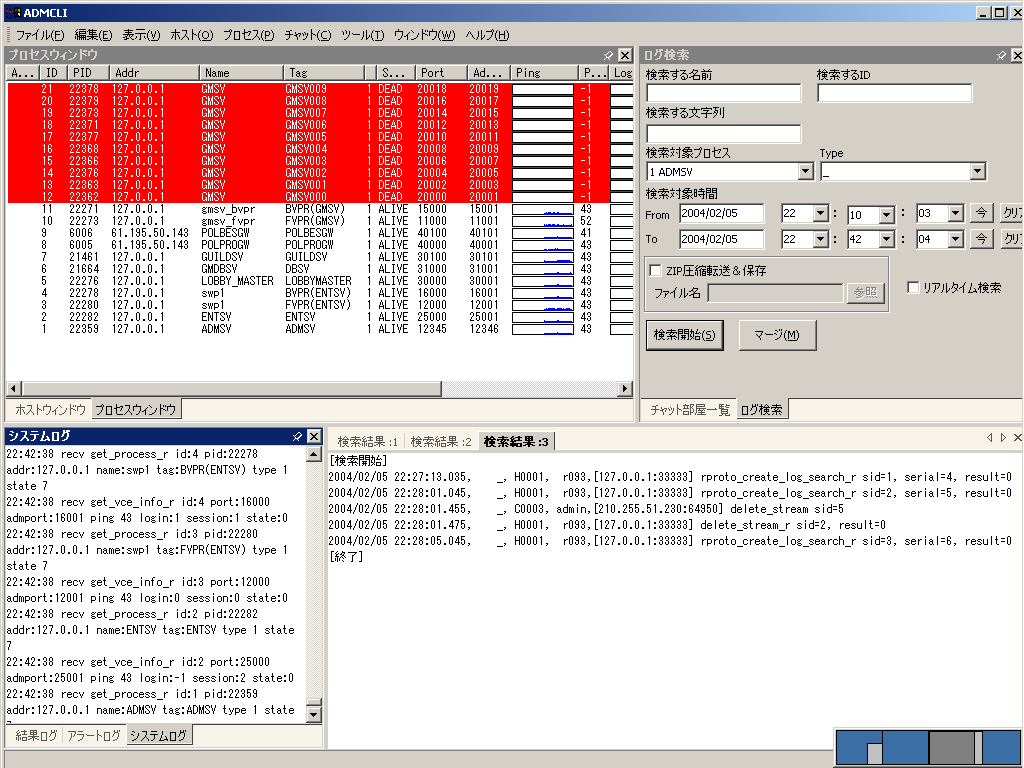 ADMCLI
ファイル(F) 編集(E) 表示(V) ホスト(O) プロセス(P) チャット(C) ツール(T) ウィンドウ(W) ヘルプ(H)
プロセスウィンドウ
A... ID PID Addr Name Tag S... Port Ad... Ping P... Log
21 22378 127.0.0.1 GMSV GMSV009 1 DEAD 20018 20019 -1
20 22379 127.0.0.1 GMSV GMSV008 1 DEAD 20016 20017 -1
19 22373 127.0.0.1 GMSV GMSV007 1 DEAD 20014 20015 -1
18 22371 127.0.0.1 GMSV GMSV006 1 DEAD 20012 20013 -1
17 22377 127.0.0.1 GMSV GMSV005 1 DEAD 20010 20011 -1
16 22368 127.0.0.1 GMSV GMSV004 1 DEAD 20008 20009 -1
15 22366 127.0.0.1 GMSV GMSV003 1 DEAD 20006 20007 -1
14 22376 127.0.0.1 GMSV GMSV002 1 DEAD 20004 20005 -1
13 22363 127.0.0.1 GMSV GMSV001 1 DEAD 20002 20003 -1
12 22362 127.0.0.1 GMSV GMSV000 1 DEAD 20000 20001 -1
11 22271 127.0.0.1 gmsv_bvpr BVPR(GMSV) 1 ALIVE 15000 15001 43
10 22273 127.0.0.1 gmsv_fvpr FVPR(GMSV) 1 ALIVE 11000 11001 52
9 6006 61.195.50.143 POLBESGW POLBESGW 1 ALIVE 40100 40101 41
8 6005 61.195.50.143 POLPROGW POLPROGW 1 ALIVE 40000 40001 43
7 21461 127.0.0.1 GUILDSV GUILDSV 1 ALIVE 30100 30101 43
6 21664 127.0.0.1 GMDBSV DBSV 1 ALIVE 31000 31001 43
5 22276 127.0.0.1 LOBBY_MASTER LOBBYMASTER 1 ALIVE 30000 30001 43
4 22278 127.0.0.1 swp1 BVPR(ENTSV) 1 ALIVE 16000 16001 43
3 22280 127.0.0.1 swp1 FVPR(ENTSV) 1 ALIVE 12000 12001 43
2 22282 127.0.0.1 ENTSV ENTSV 1 ALIVE 25000 25001 43
1 22359 127.0.0.1 ADMSV ADMSV 1 ALIVE 12345 12346 43
ホストウィンドウ プロセスウィンドウ
ログ検索
検索する名前 検索するID
検索する文字列
検索対象プロセス Type
1 ADMSV _
検索対象時間
From 2004/02/05 22 : 10 : 03 今 クリ
To 2004/02/05 22 : 42 : 04 今 クリ
ZIP圧縮転送＆保存
ファイル名 参照
リアルタイム検索
検索開始(S) マージ(M)
チャット部屋一覧 ログ検索
システムログ
22:42:38 recv get_process_r id:4 pid:22278
addr:127.0.0.1 name:swp1 tag:BVPR(ENTSV) type 1
state 7
22:42:38 recv get_vce_info_r id:4 port:16000
admport:16001 ping 43 login:1 session:1 state:0
22:42:38 recv get_process_r id:3 pid:22280
addr:127.0.0.1 name:swp1 tag:FVPR(ENTSV) type 1
state 7
22:42:38 recv get_vce_info_r id:3 port:12000
admport:12001 ping 43 login:0 session:0 state:0
22:42:38 recv get_process_r id:2 pid:22282
addr:127.0.0.1 name:ENTSV tag:ENTSV type 1 state
7
22:42:38 recv get_vce_info_r id:2 port:25000
admport:25001 ping 43 login:-1 session:2 state:0
22:42:38 recv get_process_r id:1 pid:22359
addr:127.0.0.1 name:ADMSV tag:ADMSV type 1 state
結果ログ アラートログ システムログ
検索結果 :1 検索結果 :2 検索結果 :3
[検索開始]
2004/02/05 22:27:13.035, _, H0001, r093,[127.0.0.1:33333] rproto_create_log_search_r sid=1, serial=4, result=0
2004/02/05 22:28:01.045, _, H0001, r093,[127.0.0.1:33333] rproto_create_log_search_r sid=2, serial=5, result=0
2004/02/05 22:28:01.455, _, C0003, admin,[210.255.51.230:64950] delete_stream sid=5
2004/02/05 22:28:01.475, _, H0001, r093,[127.0.0.1:33333] delete_stream_r sid=2, result=0
2004/02/05 22:28:05.045, _, H0001, r093,[127.0.0.1:33333] rproto_create_log_search_r sid=3, serial=6, result=0
[終了]